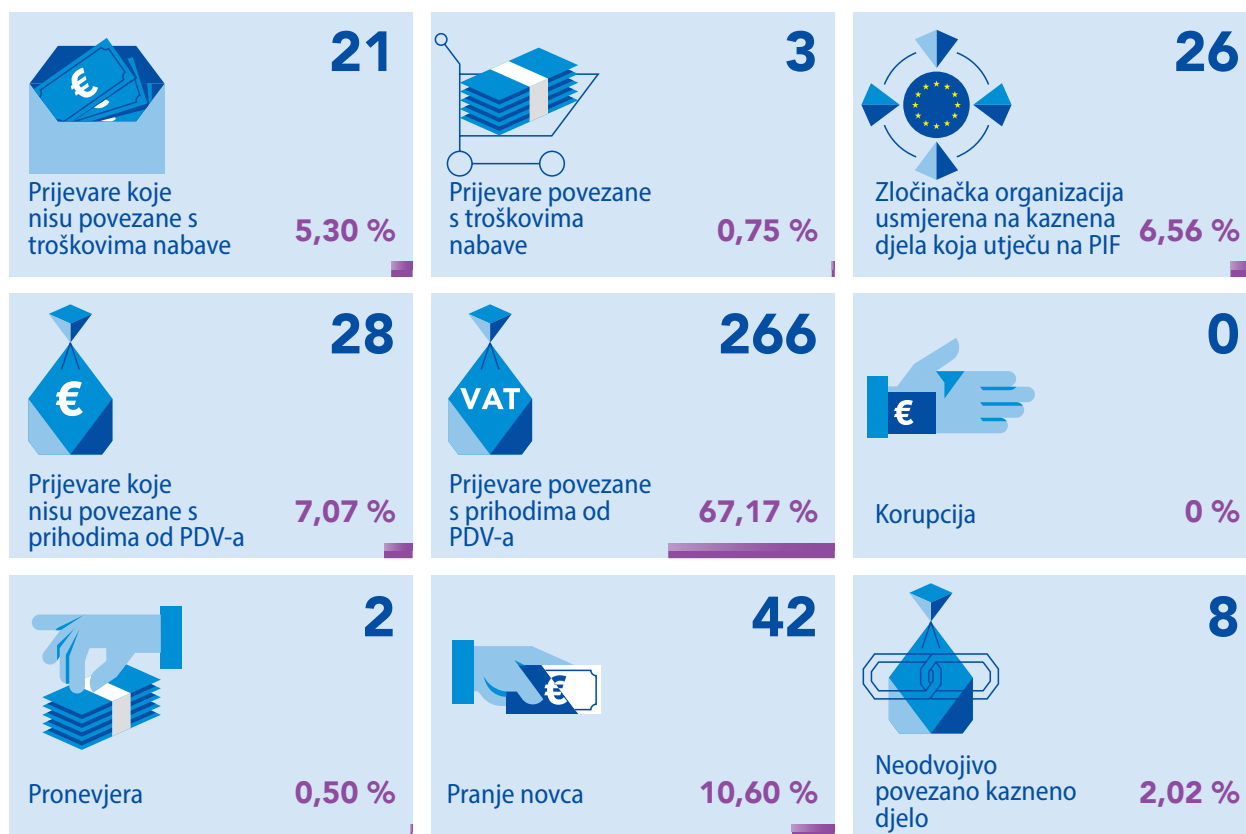 21
€
Prijevare koje
nisu povezane s
troškovima nabave
5,30 %
3
Prijevare povezane
s troškovima
nabave
0,75 %
26
Zločinačka organizacija
usmjerena na kaznena
djela koja utječu na PIF
6,56 %
28
€
Prijevare koje
nisu povezane s
prihodima od PDV-a
7,07 %
266
VAT
Prijevare povezane
s prihodima od
PDV-a
67,17 %
0
€
Korupcija
0 %
2
Pronevjera
0,50 %
42
€
Pranje novca
10,60 %
8
Neodvojivo
povezano kazneno
djelo
2,02 %